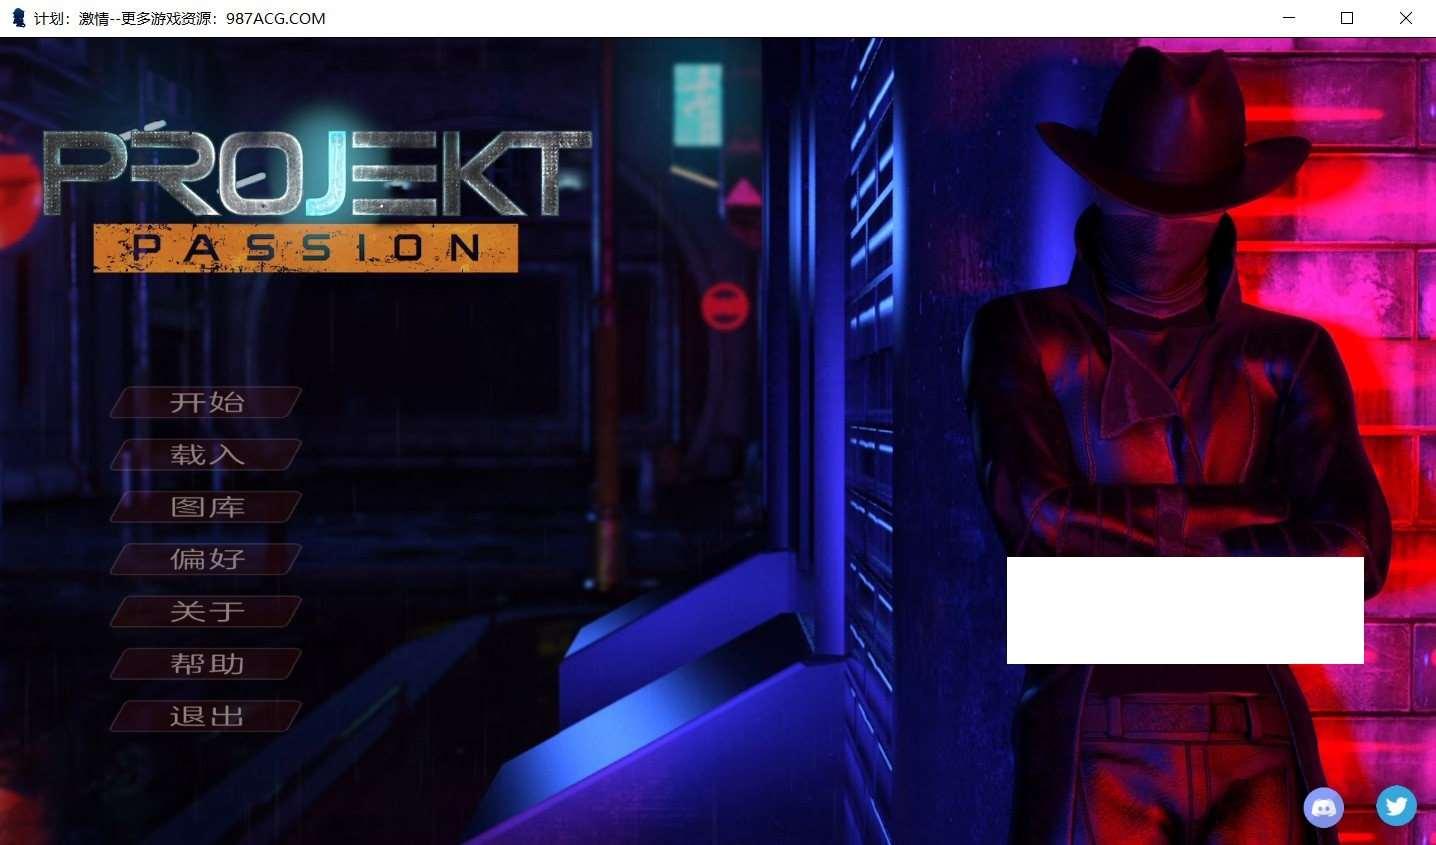 计划：激情--更多游戏资源：987ACG.COM
PROJEKT
PASSION
开始
载入
图库
偏好
关于
帮助
退出